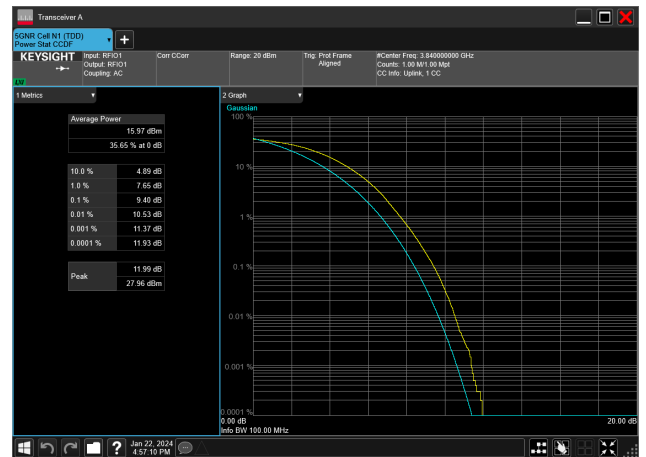 Transceiver A
5GNR Cell N1 (TDD)
Power Stat CCDF
KEYSIGHT
Input: RFIO1
Output: RFIO1
Coupling: AC
Corr CCorr
Range: 20 dBm
Trig: Prot Frame
Aligned
#Center Freq: 3.840000000 GHz
Counts: 1.00 M/1.00 Mpt
CC Info: Uplink, 1 CC
LXI
1 Metrics
Average Power
15.97 dBm
35.65 % at 0 dB
10.0 % 4.89 dB
1.0 % 7.65 dB
0.1 % 9.40 dB
0.01 % 10.53 dB
0.001 % 11.37 dB
0.0001 % 11.93 dB
Peak
11.99 dB
27.96 dBm
2 Graph
Gaussian
100 %
10 %
1 %
0.1 %
0.01 %
0.001 %
0.0001 %
0.00 dB
20.00 dB
Info BW 100.00 MHz
?
Jan 22, 2024
4:57:10 PM